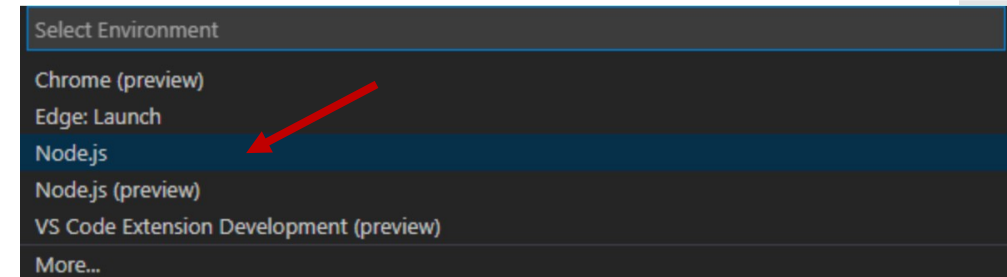 Select Environment
Chrome (preview)
Edge: Launch
Node.js
Node.js (preview)
VS Code Extension Development (preview)
More...